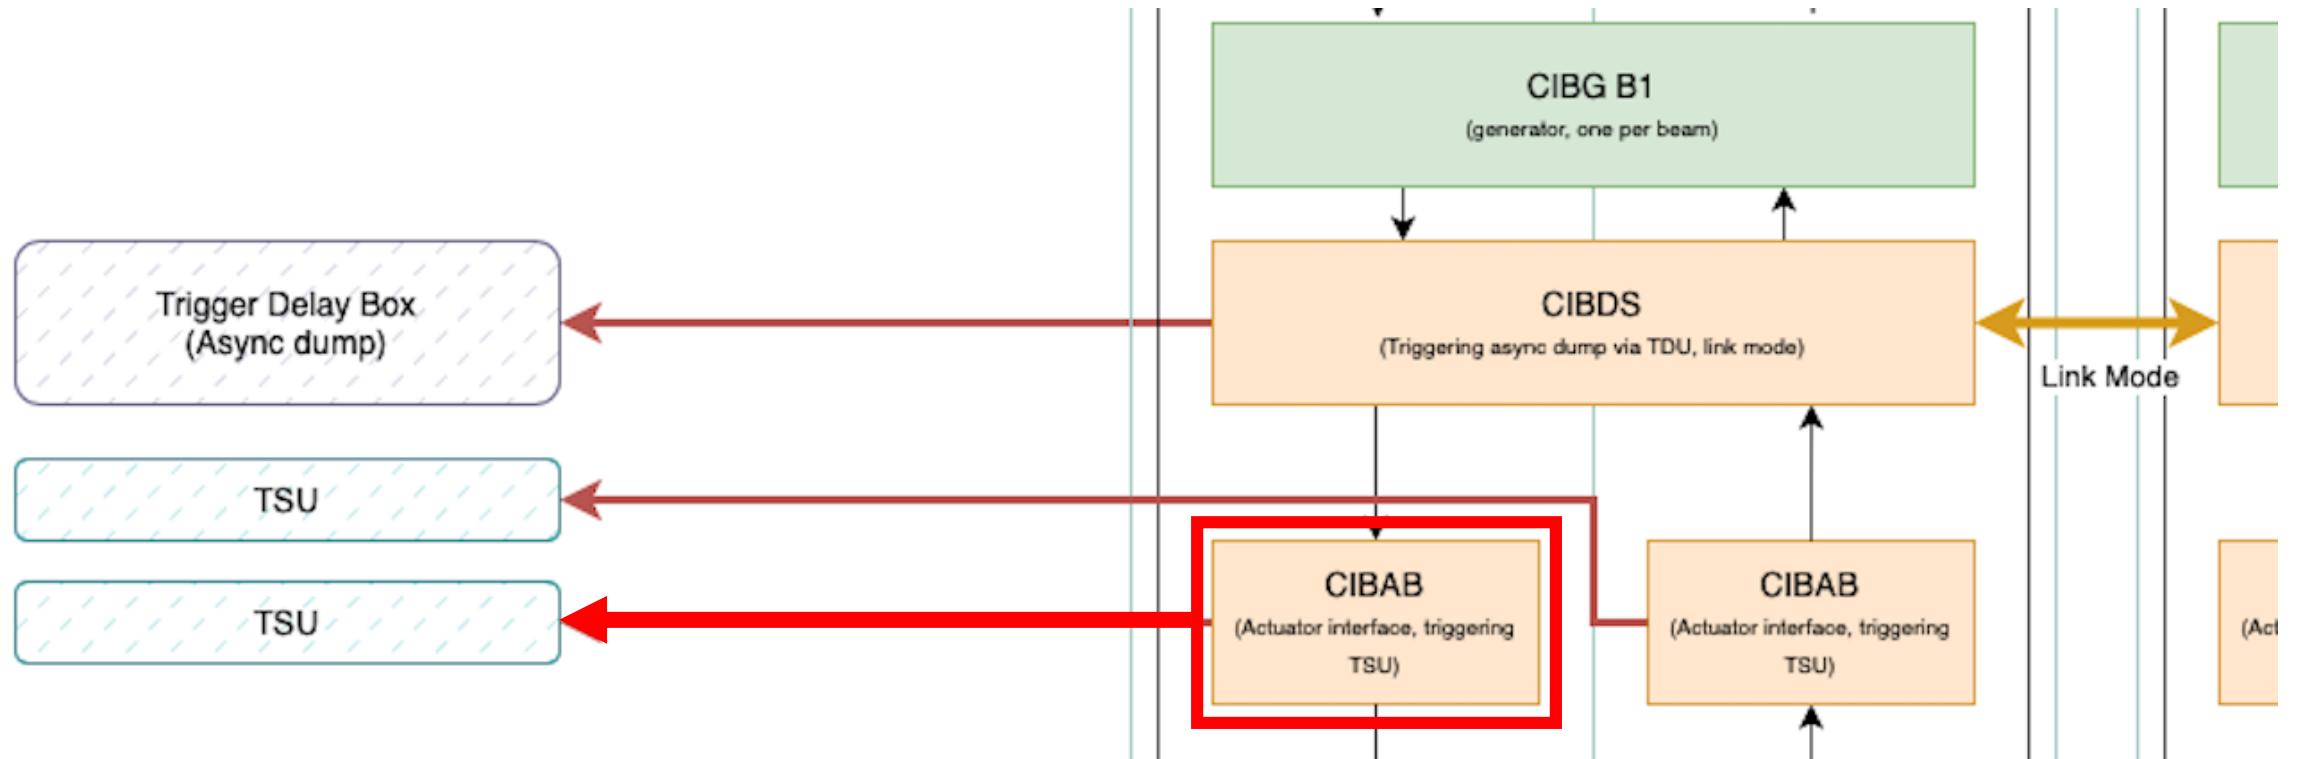 CIBG B1
(generator, one per beam)
Trigger Delay Box
(Async dump)
CIBDS
(Triggering async dump via TDU, link mode)
Link Mode
TSU
TSU
CIBAB
(Actuator interface, triggering
TSU)
CIBAB
(Actuator interface, triggering
TSU)
(Act